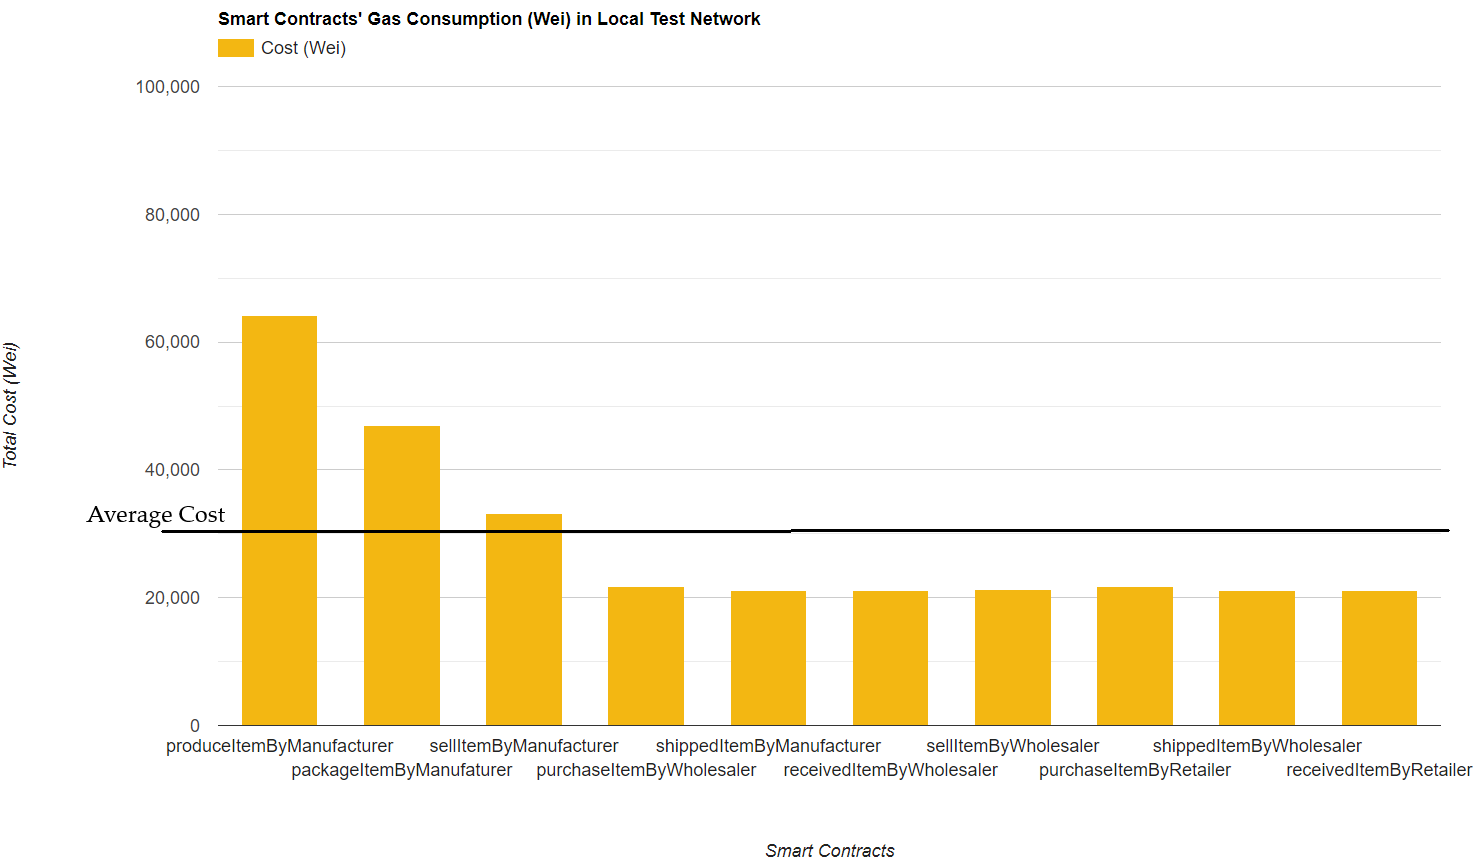 Smart Contracts' Gas Consumption (Wei) in Local Test Network
Cost (Wei)
100,000
80,000
60,000
40,000
20,000
0
Total Cost (Wei)
Average Cost
produceItemByManufacturer
packageItemByManufaturer
sellItemByManufacturer
purchaseItemByWholesaler
shippedItemByManufacturer
receivedItemByWholesaler
sellItemByWholesaler
purchaseItemByRetailer
shippedItemByWholesaler
receivedItemByRetailer
Smart Contracts